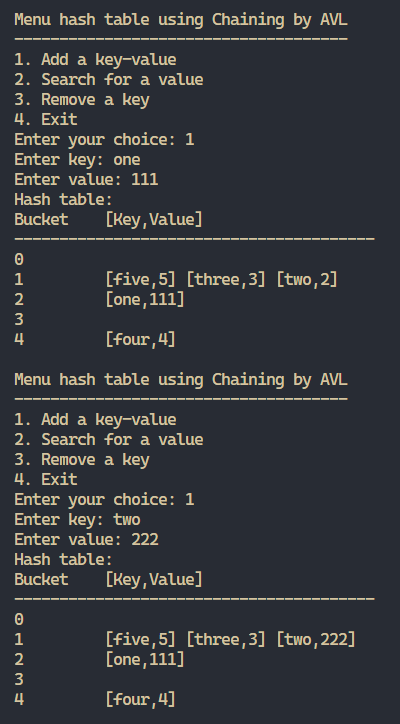 Menu hash table using Chaining by AVL
-------------------------------------
1. Add a key-value
2. Search for a value
3. Remove a key
4. Exit
Enter your choice: 1
Enter key: one
Enter value: 111
Hash table:
Bucket    [Key,Value]
----------------------------------------
0
1         [five,5] [three,3] [two,2]
2         [one,111]
3
4         [four,4]

Menu hash table using Chaining by AVL
-------------------------------------
1. Add a key-value
2. Search for a value
3. Remove a key
4. Exit
Enter your choice: 1
Enter key: two
Enter value: 222
Hash table:
Bucket    [Key,Value]
----------------------------------------
0
1         [five,5] [three,3] [two,222]
2         [one,111]
3
4         [four,4]